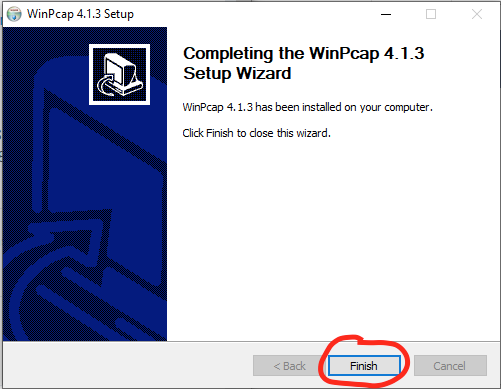 WinPcap 4.1.3 Setup
Completing the WinPcap 4.1.3
Setup Wizard
WinPcap 4.1.3 has been installed on your computer.
Click Finish to close this wizard.
< Back
Finish
Cancel